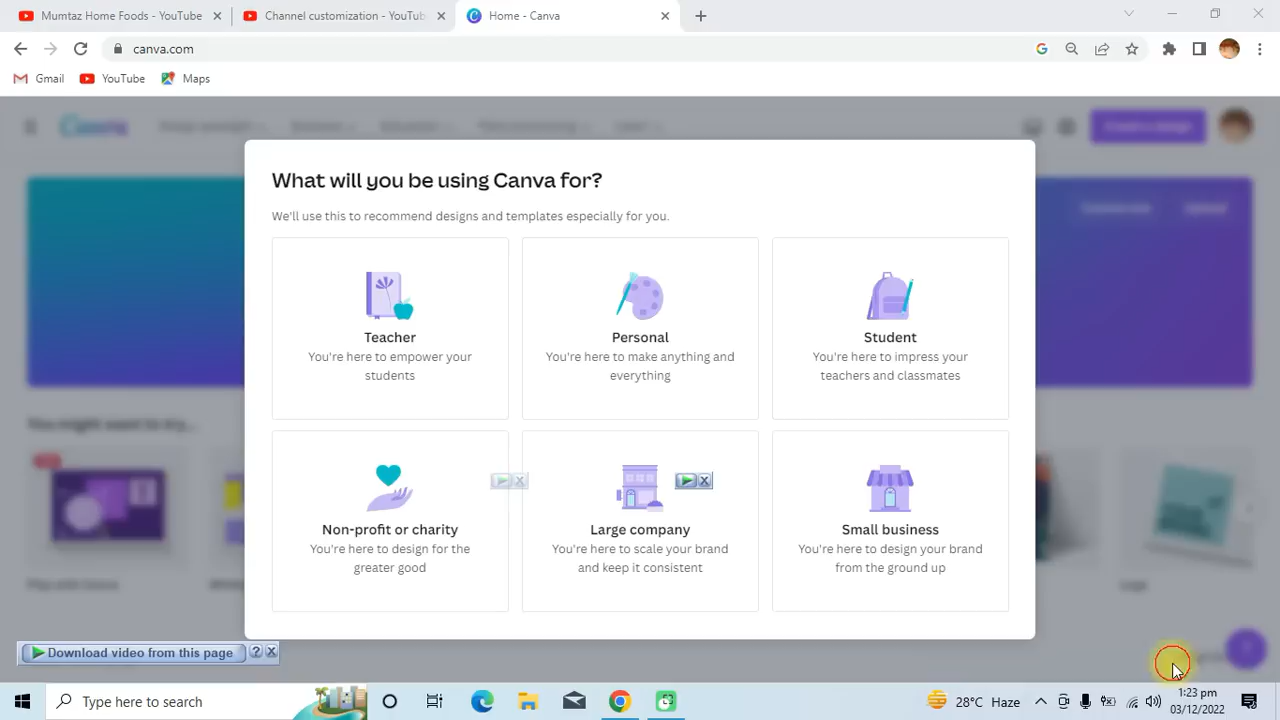 Mumtaz Home Foods - YouTube
Channel customization - YouTub
Home - Canva
canva.com
Gmail
YouTube
Maps
What will you be using Canva for?
We'll use this to recommend designs and templates especially for you.
Teacher
You're here to empower your
students
Personal
You're here to make anything and
everything
Student
You're here to impress your
teachers and classmates
Non-profit or charity
You're here to design for the
greater good
Large company
You're here to scale your brand
and keep it consistent
Small business
You're here to design your brand
from the ground up
Download video from this page
Type here to search
28°C Haze
1:23 pm
03/12/2022